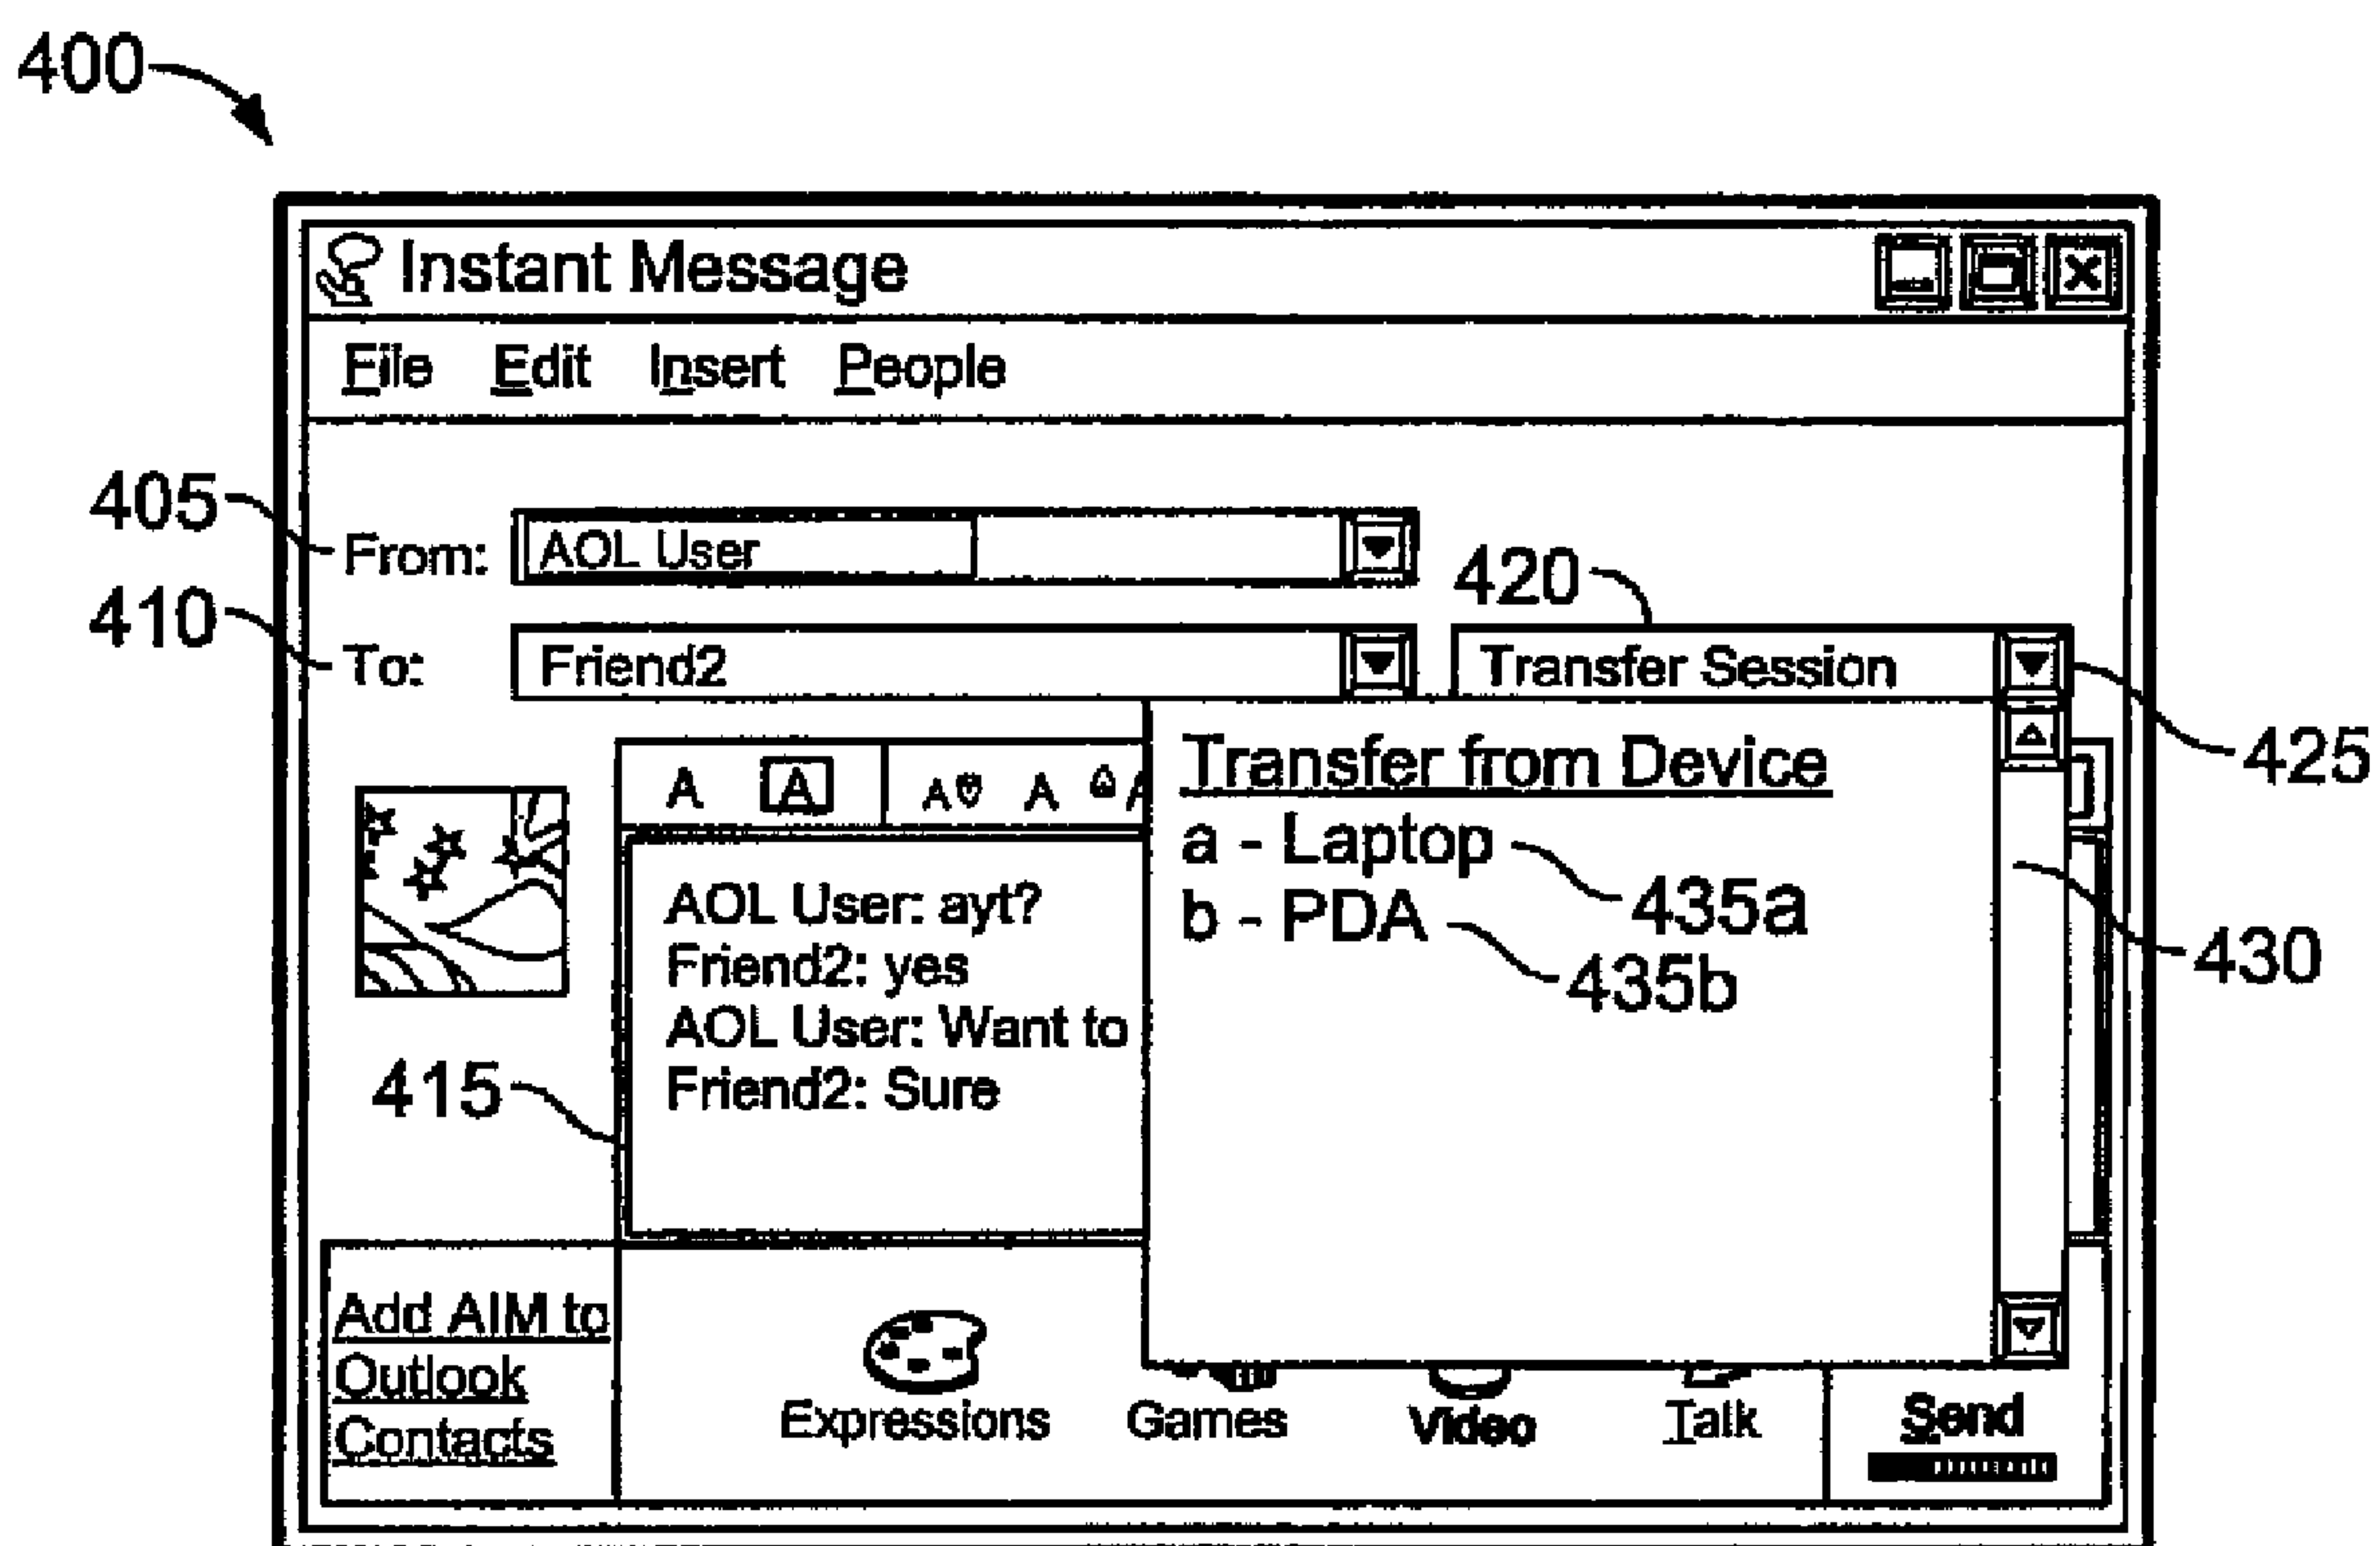 400
Instant Message
File Edit Insert People
405
From: AOL User
420
410
To: Friend2 Transfer Session
425
A A A A
Transfer from Device
a - Laptop
435a
b - PDA
435b
430
AOL User: ayt?
Friend2: yes
AOL User: Want to
Friend2: Sure
415
Add AIM to
Outlook
Contacts
Expressions Games Video Talk Send